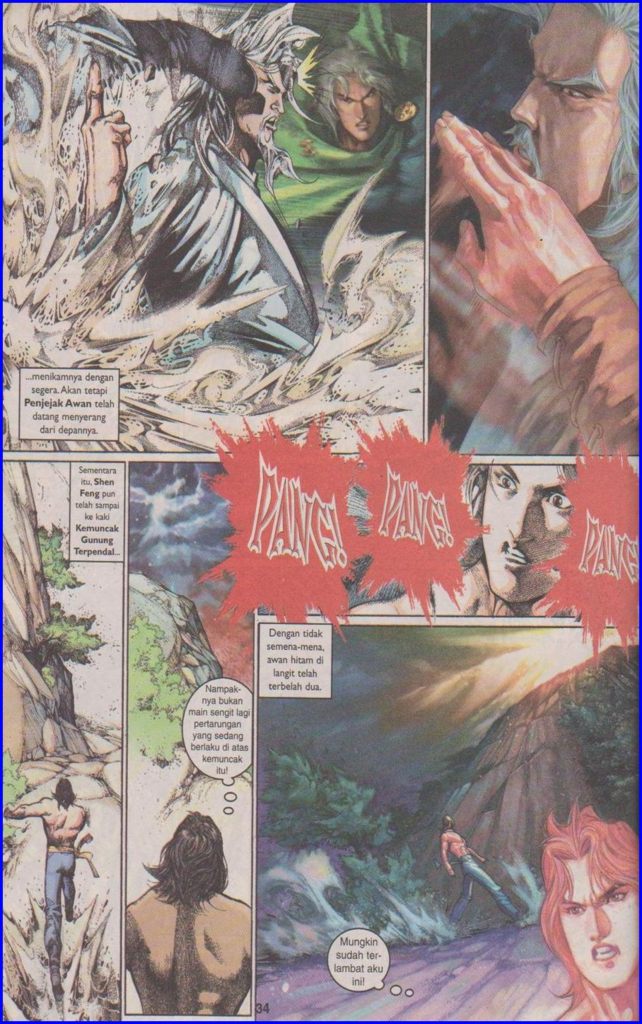 ...menikamnya dengan
segera. Akan tetapi
Penjejak Awan telah
datang menyerang
dari depannya.
Sementara
itu, Shen
Feng pun
telah sampai
ke kaki
Kemuncak
Gunung
Terpendal...
Nampak-
nya bukan
main sengit lagi
pertarungan
yang sedang
berlaku di atas
kemuncak
itu!
PANG!
PANG!
PANG
Dengan tidak
semena-mena,
awan hitam di
langit telah
terbelah dua.
Mungkin
sudah ter-
lambat aku
ini!
34